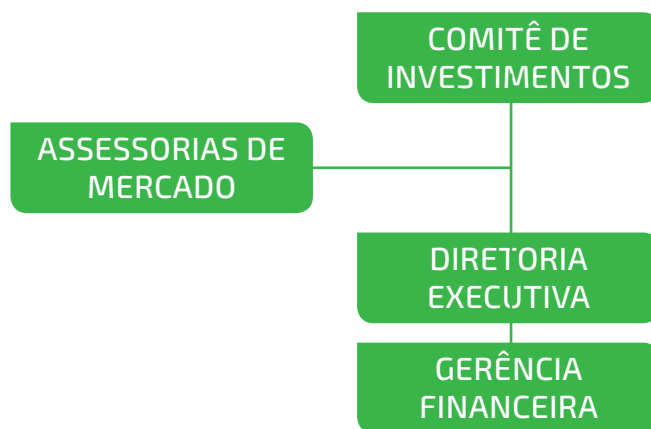 COMITÊ DE
INVESTIMENTOS
ASSESSORIAS DE
MERCADO
DIRETORIA
EXECUTIVA
GERÊNCIA
FINANCEIRA